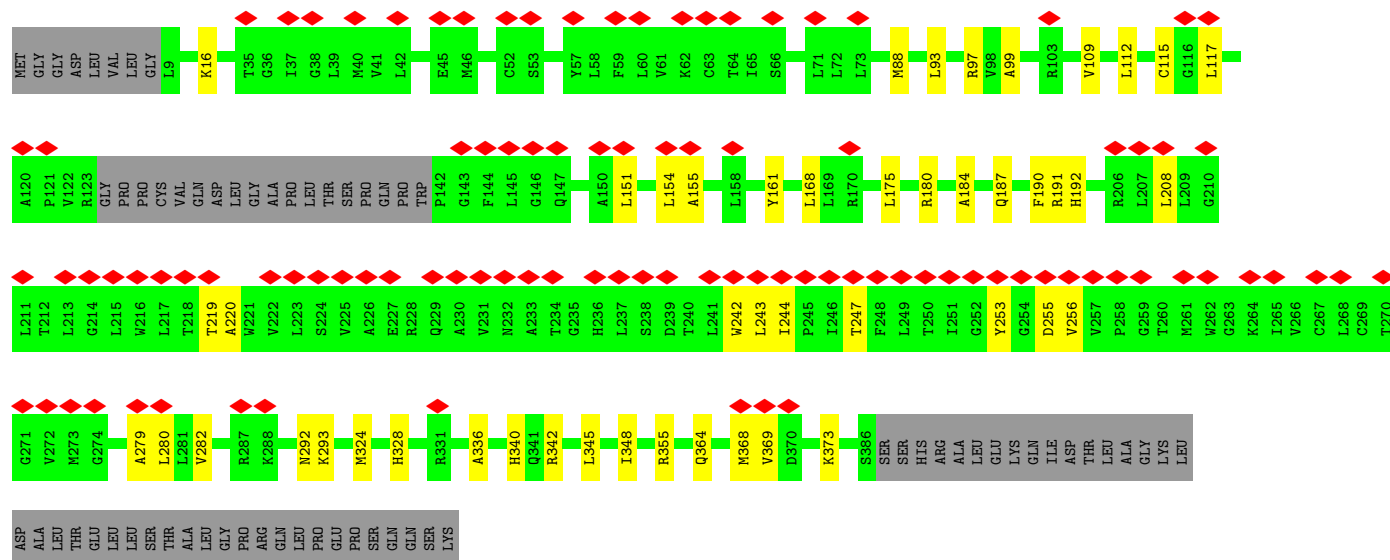 MET GLY GLY ASP LEU VAL LEU GLY L9 K16 T35 G36 I37 G38 L39 M40 V41 L42 E45 M46 C52 S53 Y57 L58 F59 L60 V61 K62 C63 T64 I65 S66 L71 L72 L73 M88 L93 R97 V98 A99 R103 V109 L112 C115 G116 L117
A120 P121 V122 R123 GLY PRO PRO CYS VAL GLN ASP LEU GLY ALA PRO LEU THR SER PRO GLN PRO TRP P142 G143 F144 L145 G146 Q147 A150 L151 L154 A155 L158 Y161 L168 L169 R170 L175 R180 A184 Q187 F190 R191 H192 R206 L207 L208 L209 G210
L211 T212 L213 G214 L215 W216 L217 T218 T219 A220 W221 V222 L223 S224 V225 A226 E227 R228 Q229 A230 V231 N232 A233 T234 G235 H236 L237 S238 D239 T240 L241 W242 L243 I244 P245 I246 T247 F248 L249 T250 I251 G252 Y253 G254 D255 V256 V257 P258 G259 T260 M261 W262 G263 K264 I265 V266 C267 L268 C269 T270
G271 V272 M273 G274 A279 L280 L281 V282 R287 K288 N292 K293 M324 H328 R331 A336 H340 Q341 R342 L345 I348 R355 Q364 M368 V369 D370 K373 S386 SER SER HIS ARG ALA LEU GLU LYS GLN ILE ASP THR LEU ALA GLY LYS LEU
ASP ALA LEU THR GLU LEU LEU SER THR ALA LEU GLY PRO ARG GLN LEU PRO GLU PRO SER GLN GLN SER LYS